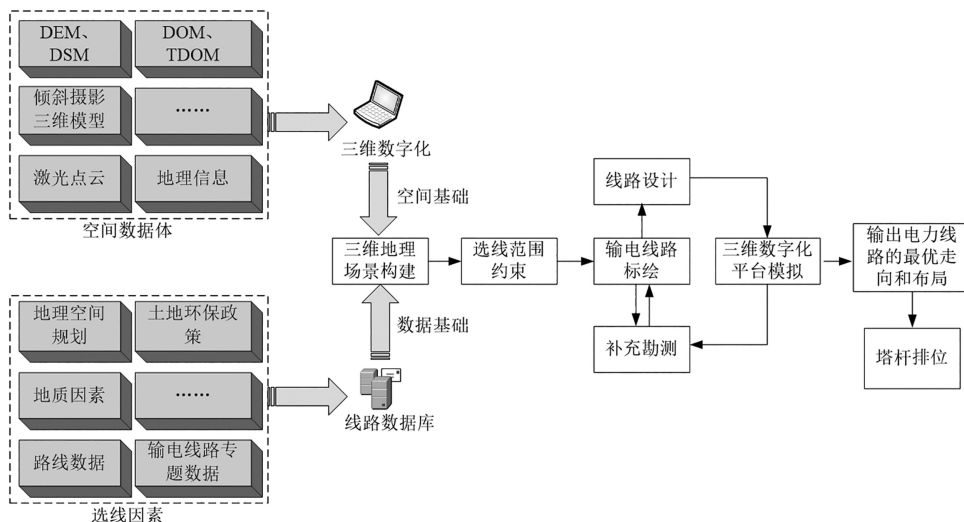 DEM、
DSM
DOM、
TDOM
倾斜摄影
三维模型
……
激光点云
地理信息
空间数据体
三维数字化
空间基础
三维地理
场景构建
选线范围
约束
输电线路
标绘
线路设计
三维数字化
平台模拟
输出电力线
路的最优走
向和布局
补充勘测
塔杆排位
数据基础
线路数据库
地理空间
规划
土地环保政
策
地质因素
……
路线数据
输电线路专
题数据
选线因素